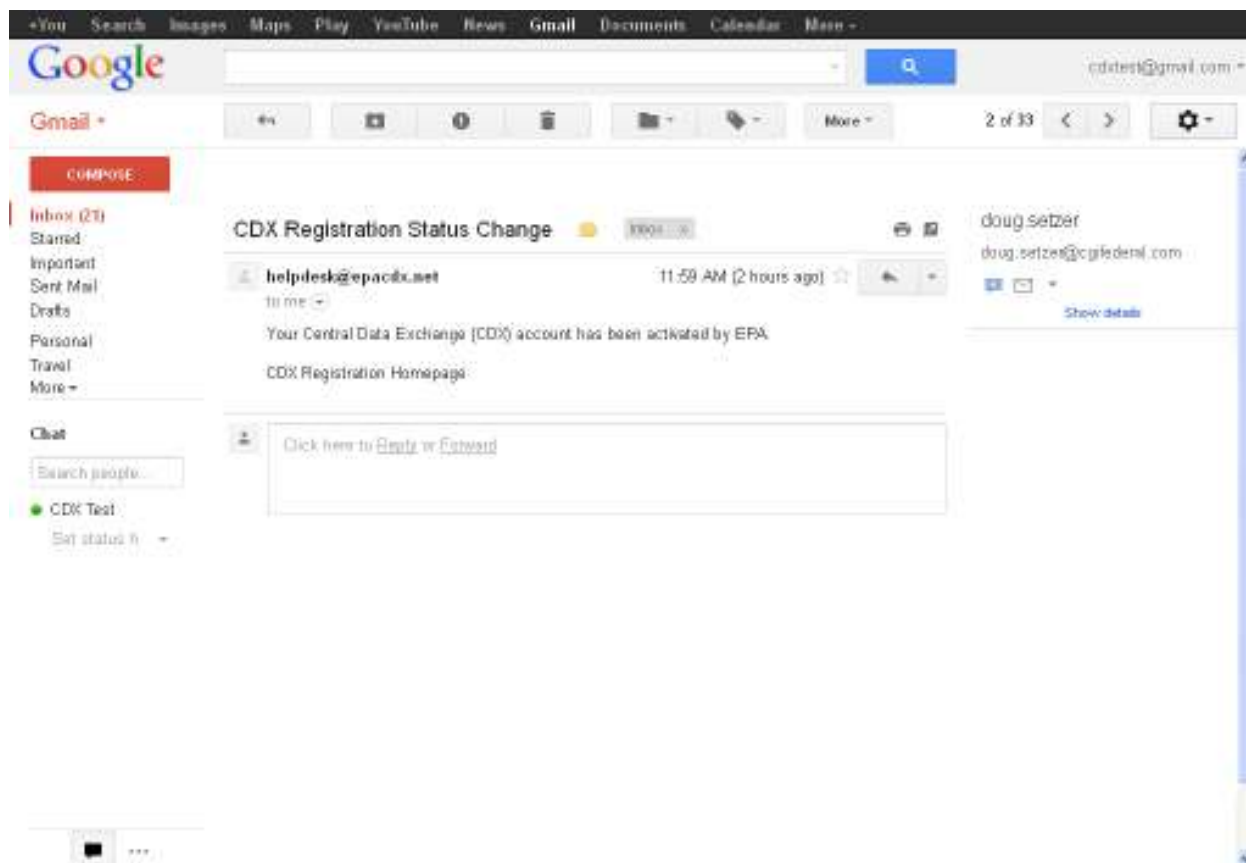 +You Search Images Maps Play YouTube News Gmail Documents Calendar More
Google
cdxtest@gmail.com
Gmail
More
2 of 33
COMPOSE
Inbox (21)
Starred
Important
Sent Mail
Drafts
Personal
Travel
More
CDX Registration Status Change
Inbox x
helpdesk@epacdx.net
11:59 AM (2 hours ago)
to me
Your Central Data Exchange (CDX) account has been activated by EPA
CDX Registration Homepage
Click here to Reply or Forward
doug.setzer
doug.setzer@cgifederal.com
Show details
Chat
Search people...
CDX Test
Set status h